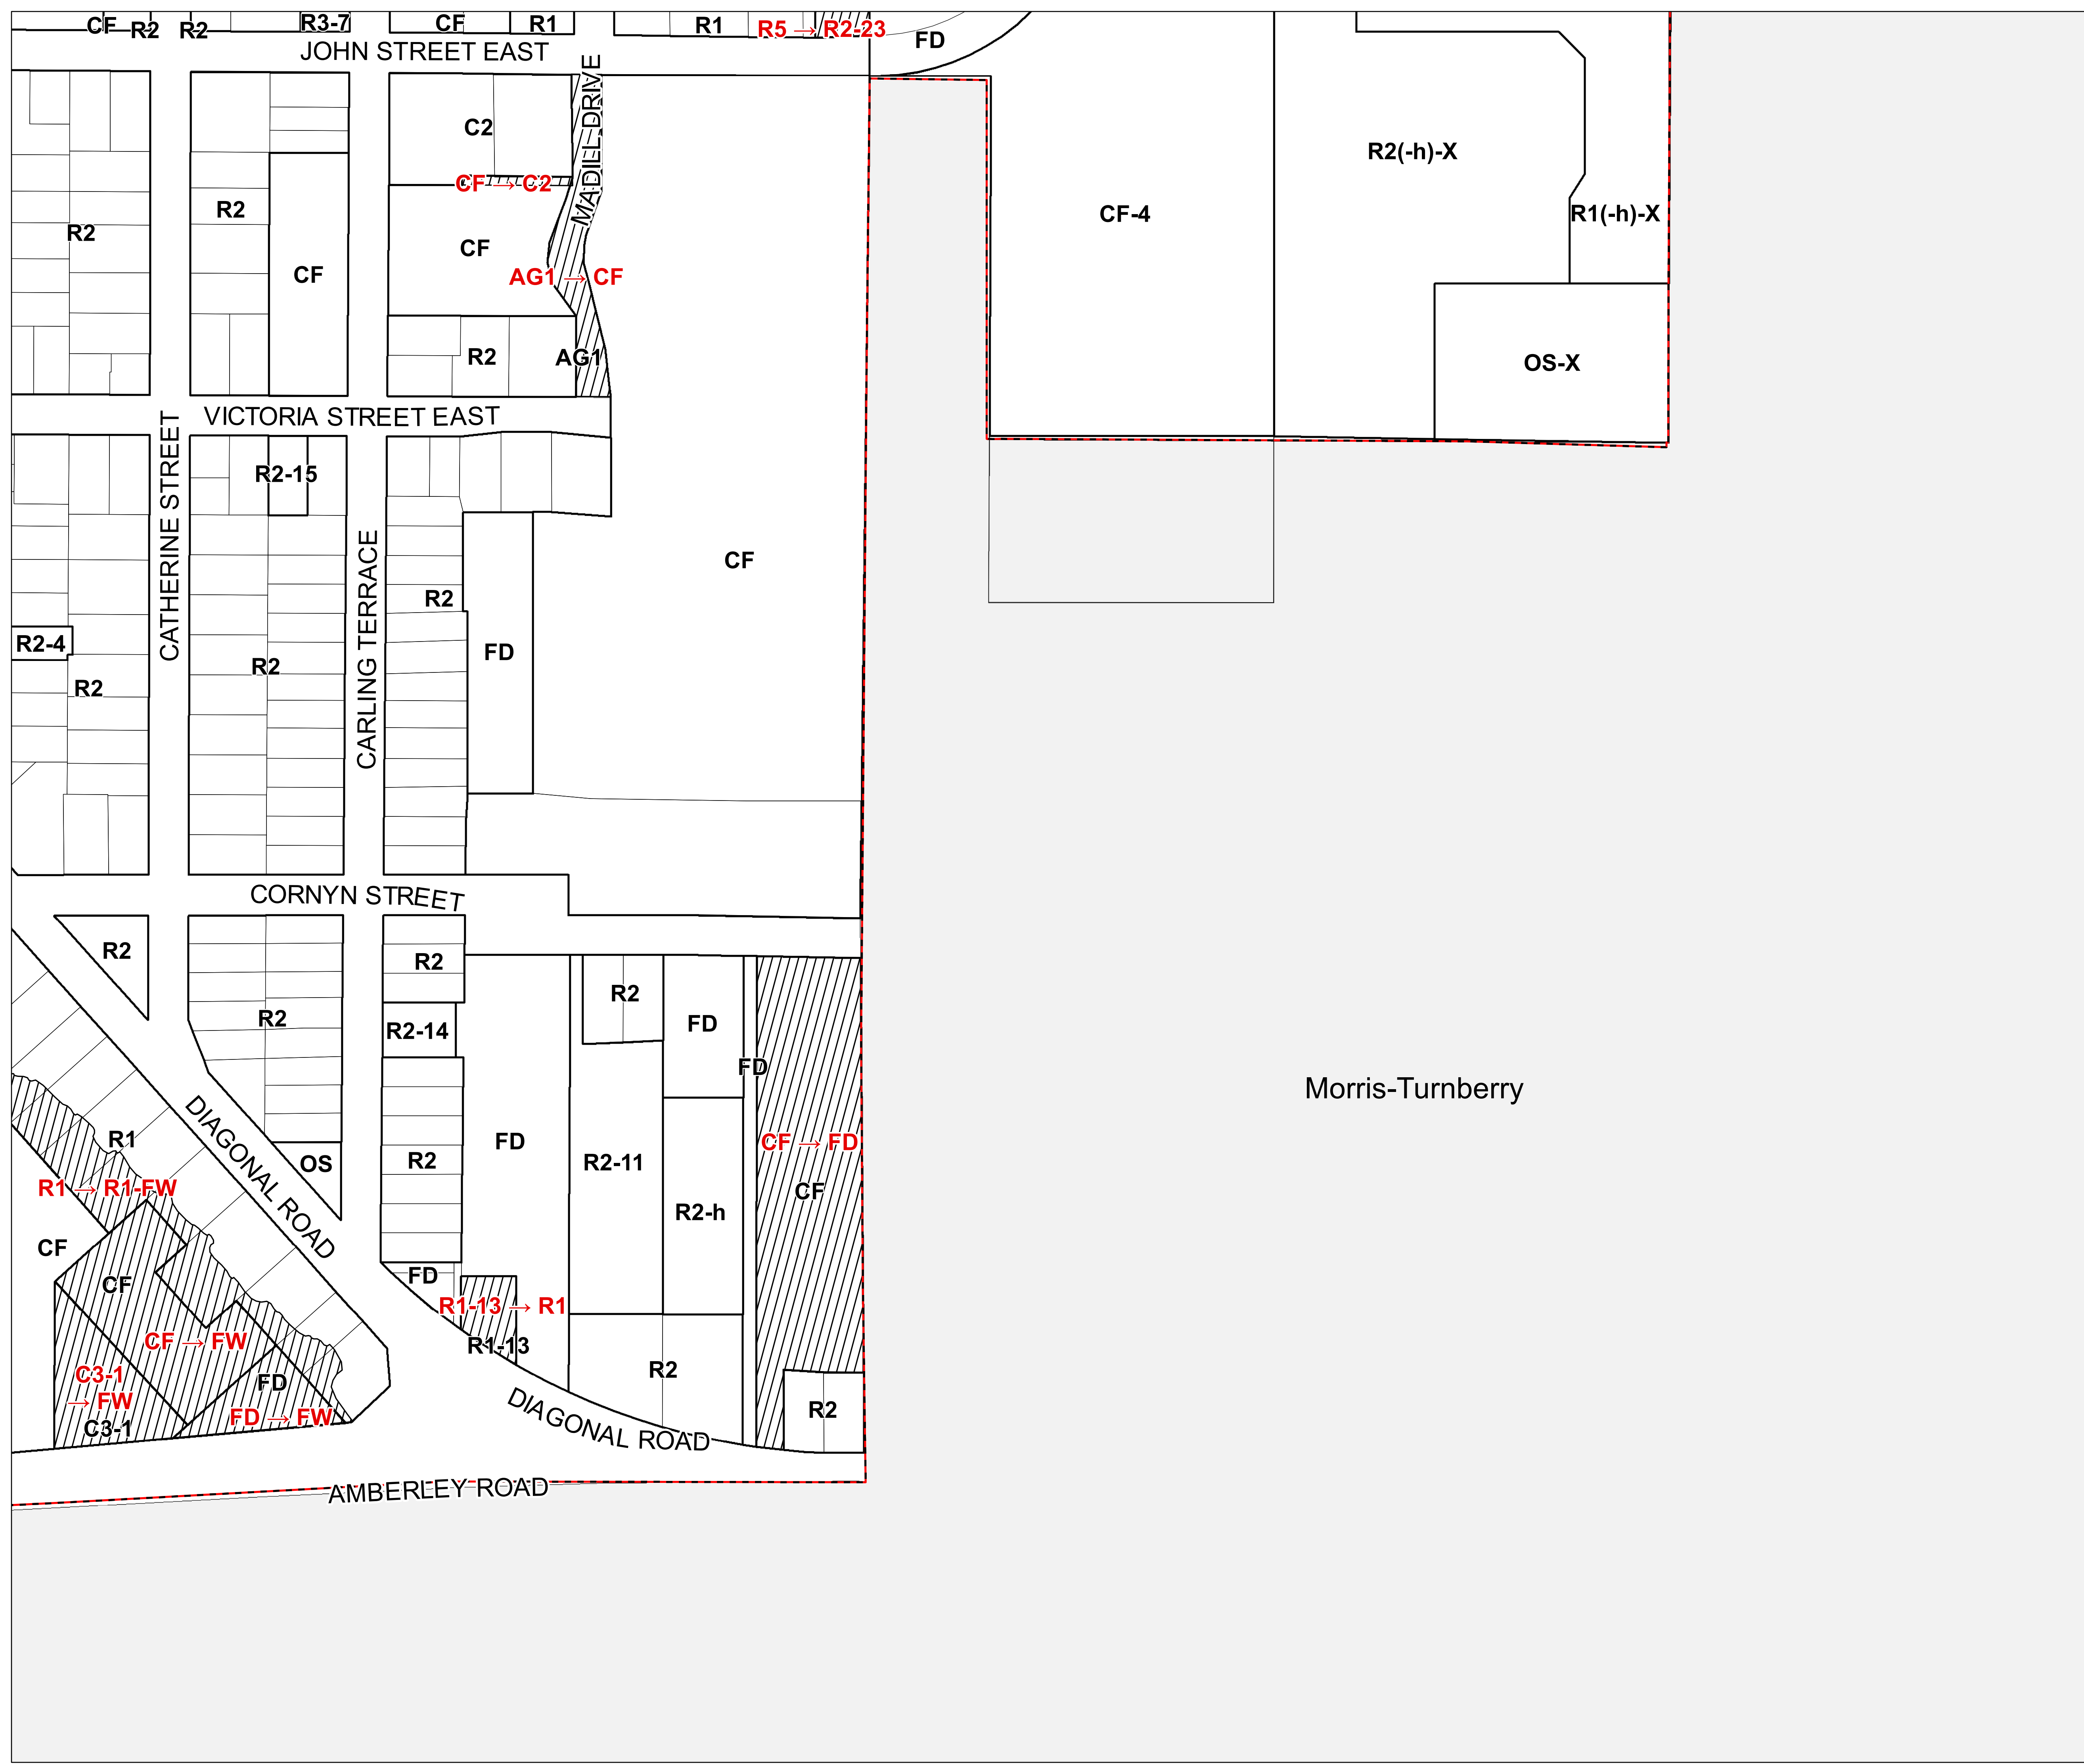 CF
R2
R2
R3-7
CF
R1
R1
R5 → R2-23
FD
JOHN STREET EAST
MADILL DRIVE
C2
R2(-h)-X
CF → C2
R2
R2
CF
CF
CF-4
R1(-h)-X
AG1 → CF
R2
AG1
OS-X
VICTORIA STREET EAST
CATHERINE STREET
R2-15
CARLING TERRACE
CF
R2
R2-4
R2
R2
FD
CORNYN STREET
R2
R2
R2
R2-14
R2
FD
FD
Morris-Turnberry
DIAGONAL ROAD
R1
OS
R2
FD
R2-11
CF → FD
R1 → R1-FW
CF
R2-h
CF
CF
FD
R1-13 → R1
R1-13
CF → FW
C3-1
→ FW
C3-1
FD
FD → FW
R2
R2
DIAGONAL ROAD
AMBERLEY ROAD